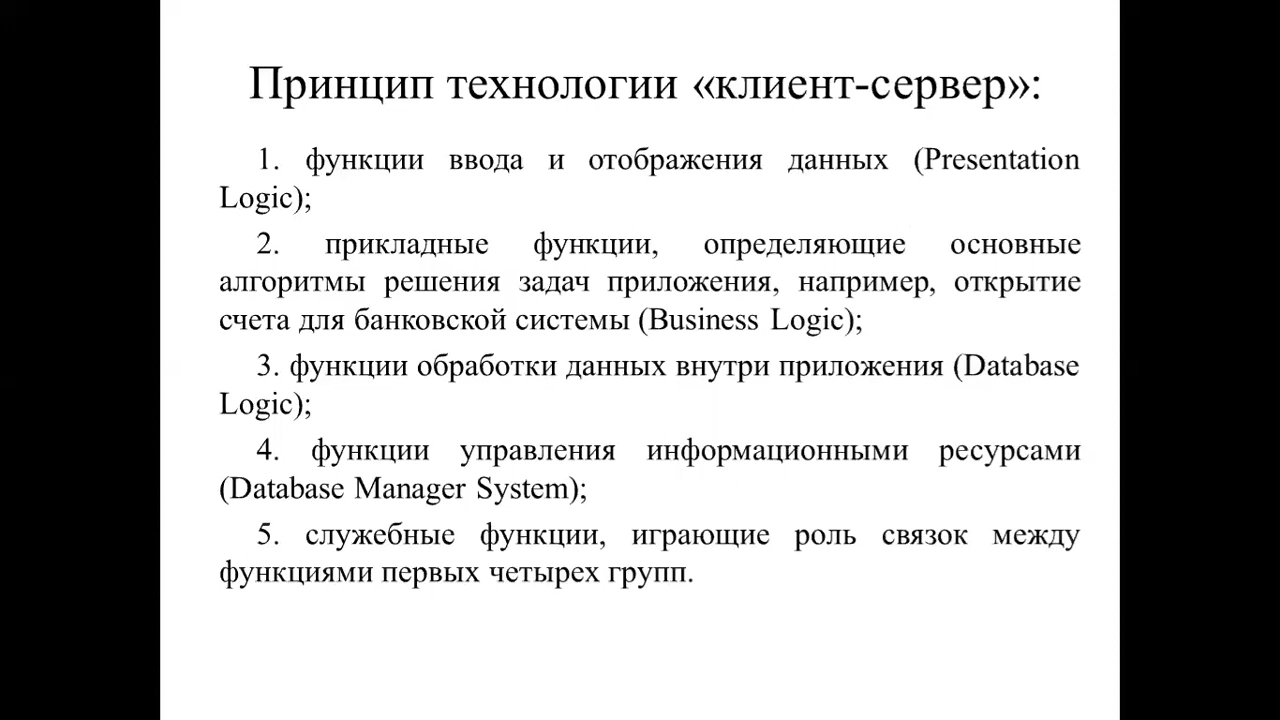 Принцип технологии «клиент-сервер»:
1. функции ввода и отображения данных (Presentation
Logic);
2. прикладные функции, определяющие основные
алгоритмы решения задач приложения, например, открытие
счета для банковской системы (Business Logic);
3. функции обработки данных внутри приложения (Database
Logic);
4. функции управления информационными ресурсами
(Database Manager System);
5. служебные функции, играющие роль связок между
функциями первых четырех групп.